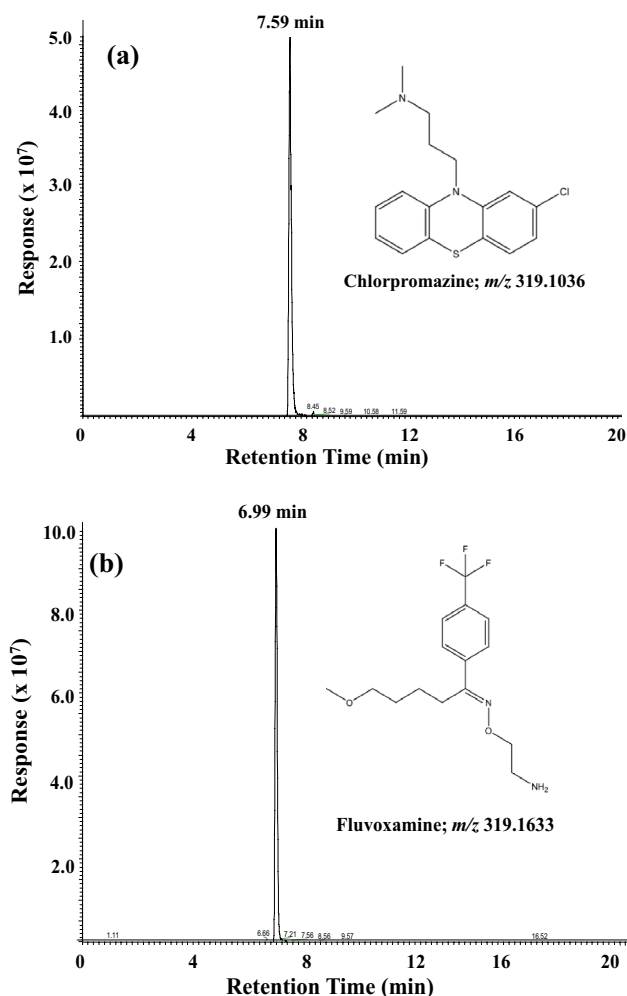 7.59 min
5.0
(a)
4.0
3.0
2.0
1.0
Response (x 10⁷)
N
N
Cl
S
Chlorpromazine; m/z 319.1036
8.45
8.52
9.59
10.58
11.59
0 4 8 12 16 20
Retention Time (min)
6.99 min
10.0
(b)
8.0
6.0
4.0
2.0
Response (x 10⁷)
F
F F
O
N
O
NH₂
Fluvoxamine; m/z 319.1633
1.11
6.66
7.21
7.56
8.56
9.57
16.52
0 4 8 12 16 20
Retention Time (min)